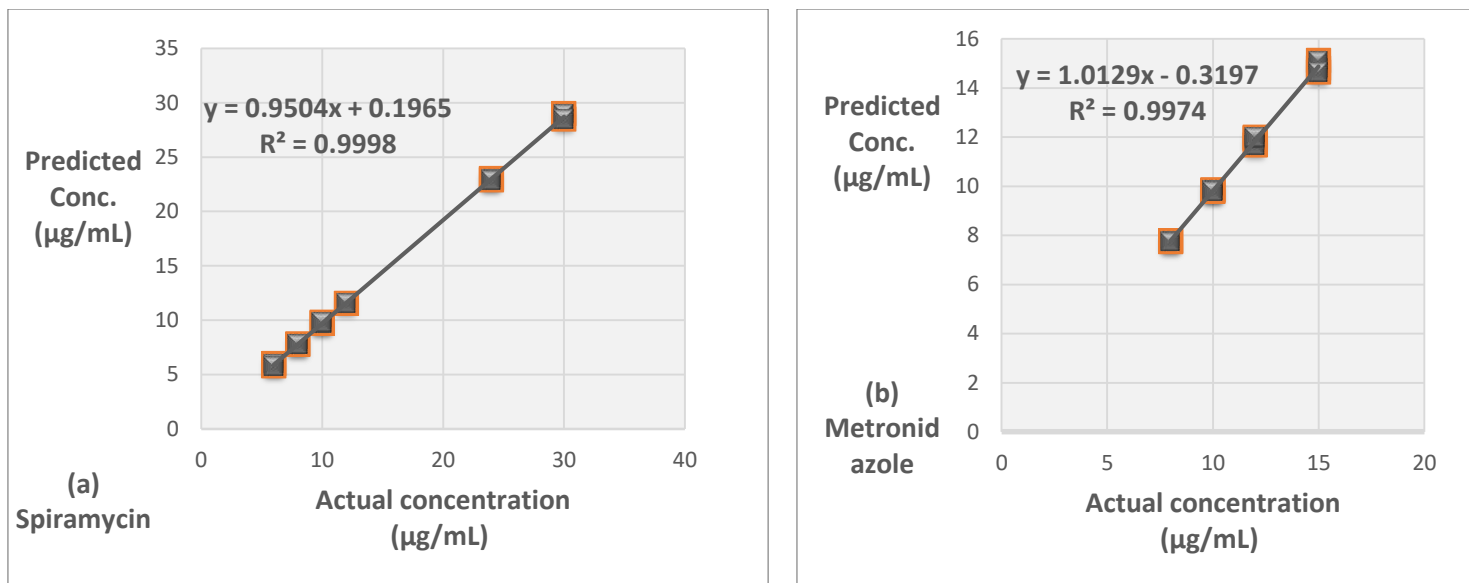 35
30
25
20
15
10
5
0
y = 0.9504x + 0.1965
R² = 0.9998
Predicted
Conc.
(µg/mL)
0 10 20 30 40
(a)
Spiramycin
Actual concentration
(µg/mL)
16
14
12
10
8
6
4
2
0
y = 1.0129x - 0.3197
R² = 0.9974
Predicted
Conc.
(µg/mL)
(b)
Metronid
azole
0 5 10 15 20
Actual concentration
(µg/mL)